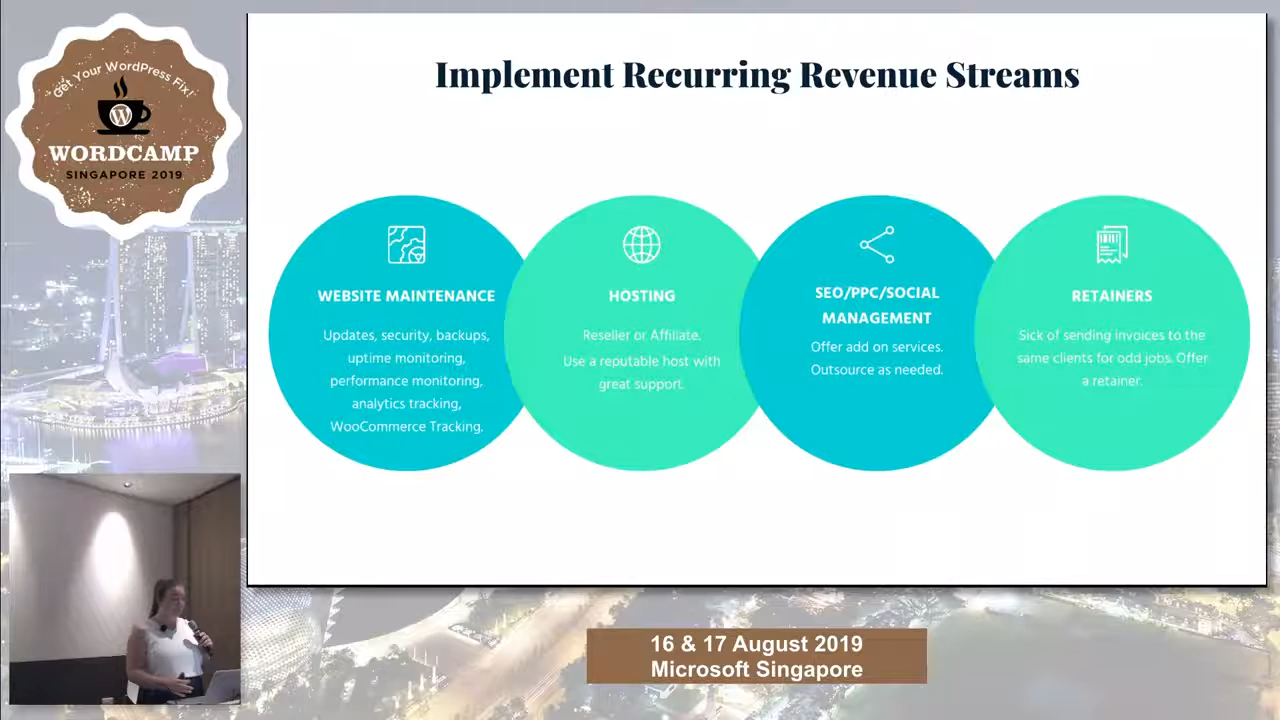 Get Your WordPress Fix!
WORDCAMP
SINGAPORE 2019
Implement Recurring Revenue Streams
WEBSITE MAINTENANCE
Updates, security, backups,
uptime monitoring,
performance monitoring,
analytics tracking,
WooCommerce Tracking.
HOSTING
Reseller or Affiliate.
Use a reputable host with
great support.
SEO/PPC/SOCIAL
MANAGEMENT
Offer add on services.
Outsource as needed.
RETAINERS
Sick of sending invoices to the
same clients for odd jobs. Offer
a retainer.
16 & 17 August 2019
Microsoft Singapore